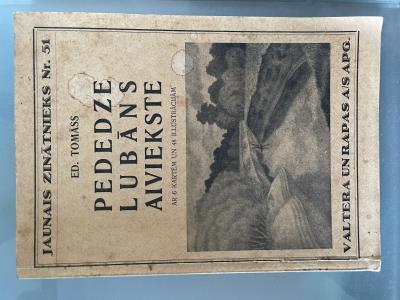 JAUNAIS ZINĀTNIEKS Nr. 51
ED. TOMĀSS
PEDEDZE
LUBĀNS
AIVIEKSTE
AR 6 KARTĒM UN 48 ILLUSTRĀCIJĀM
VALTERA UN RAPAS A/S APG.